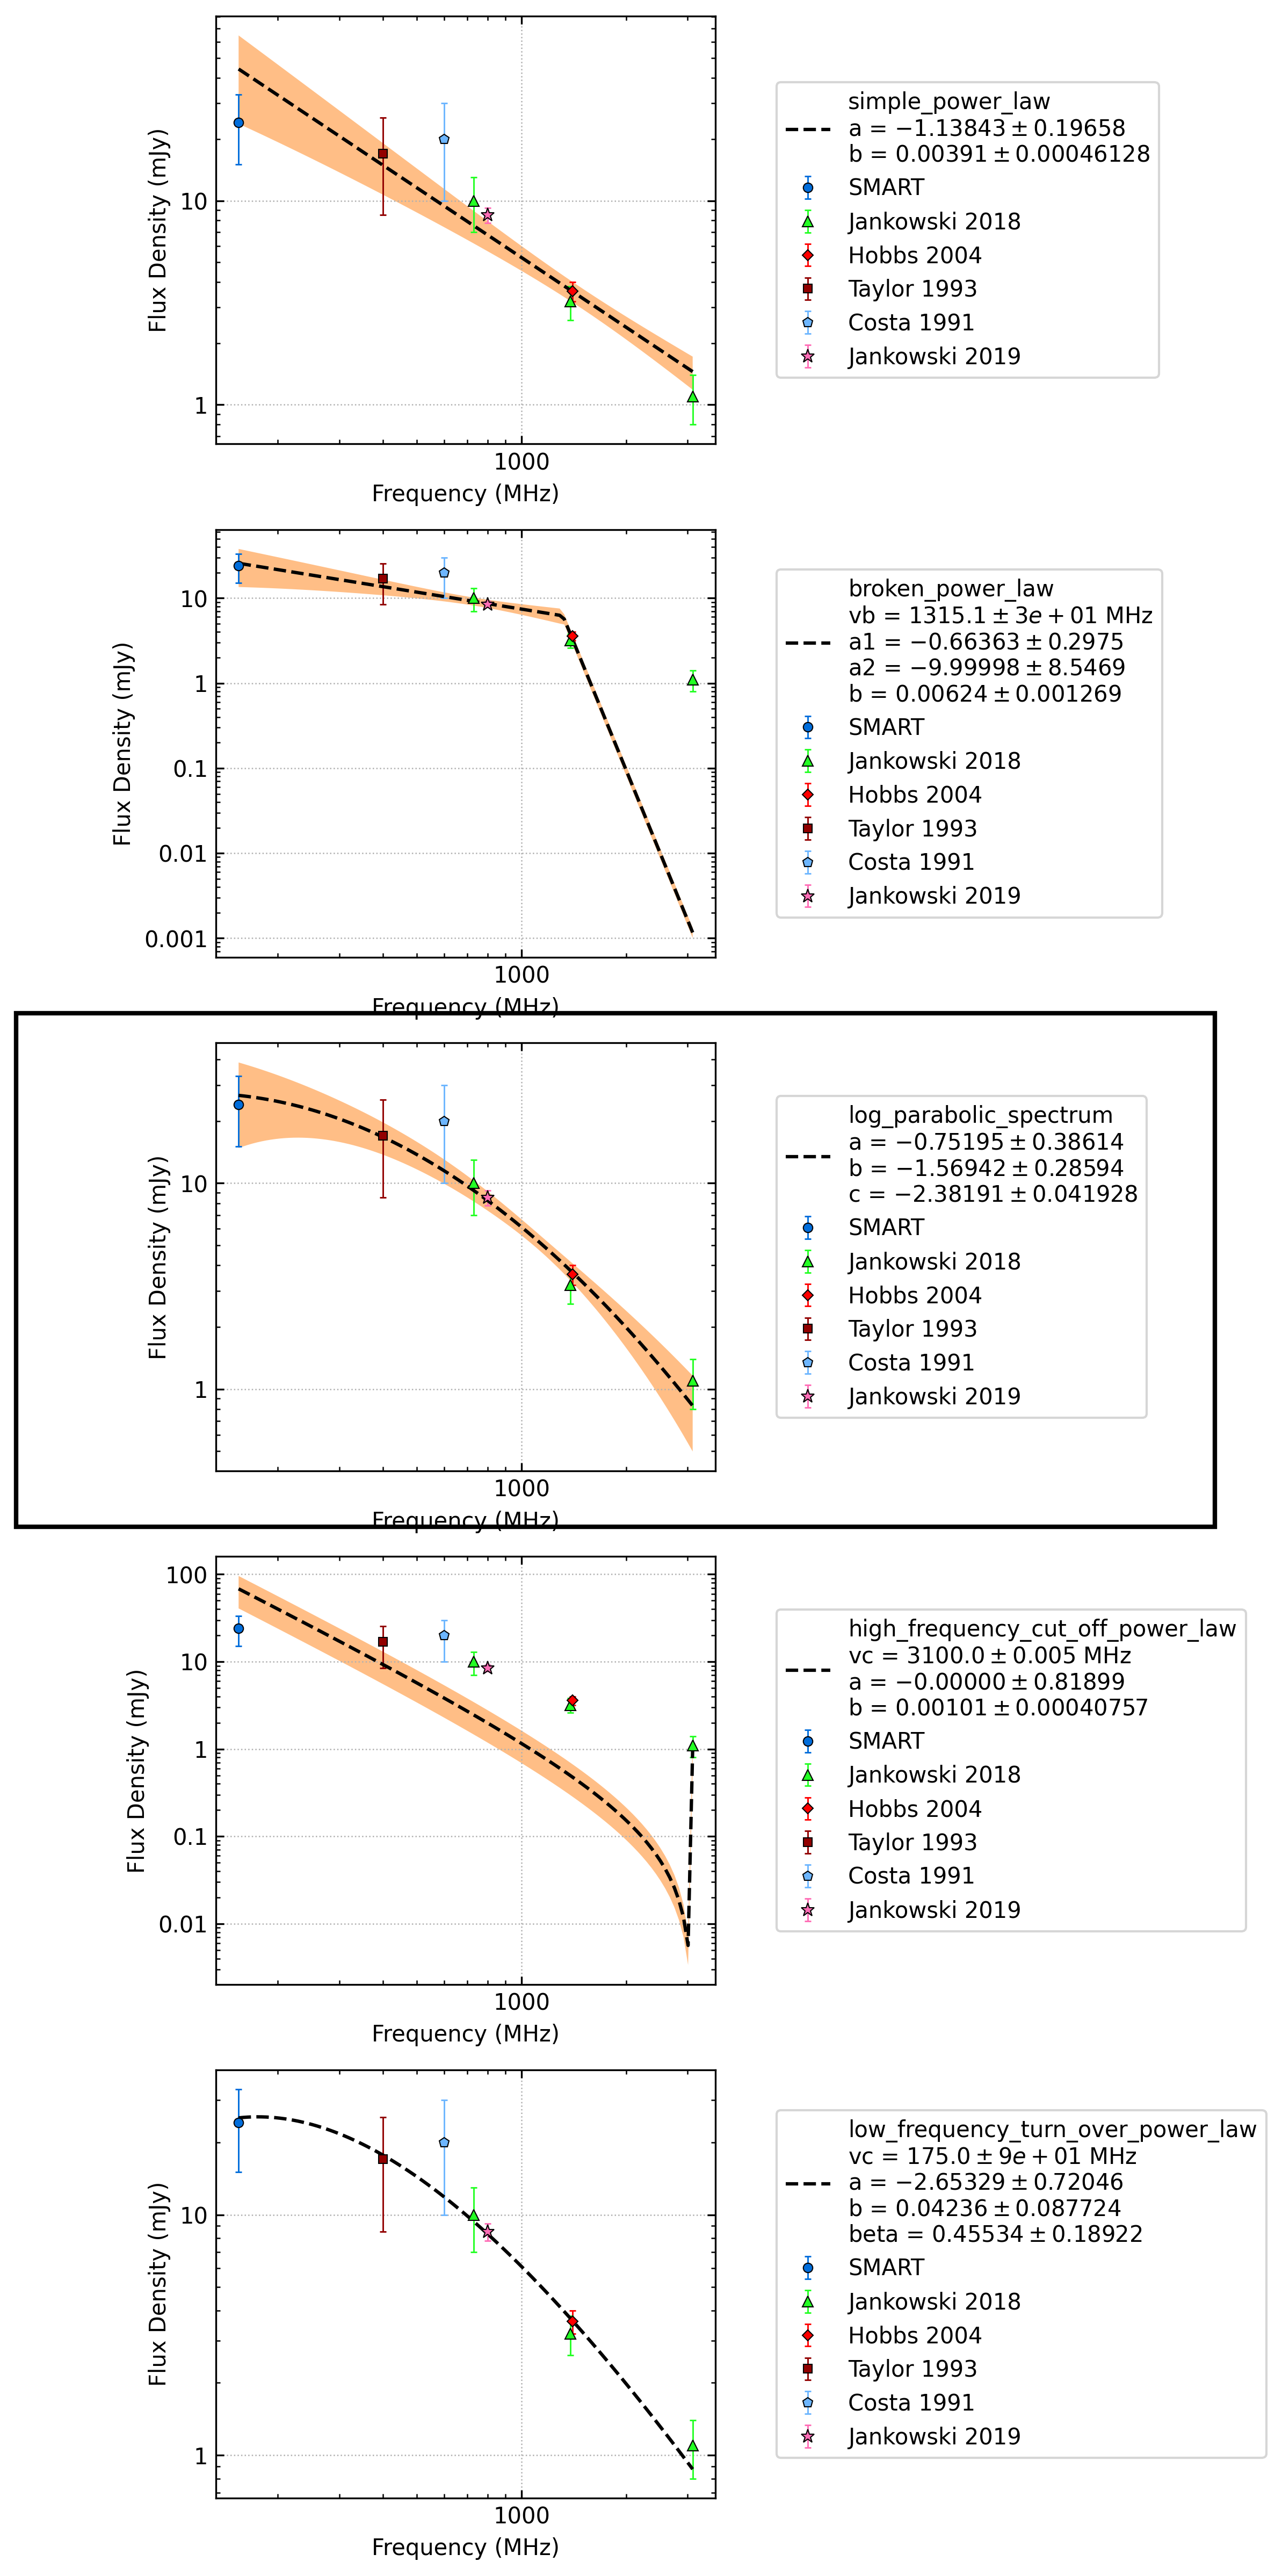 10
1
Flux Density (mJy)
1000
Frequency (MHz)
simple_power_law
a = −1.13843 ± 0.19658
b = 0.00391 ± 0.00046128
SMART
Jankowski 2018
Hobbs 2004
Taylor 1993
Costa 1991
Jankowski 2019
10
1
0.1
0.01
0.001
Flux Density (mJy)
1000
Frequency (MHz)
broken_power_law
vb = 1315.1 ± 3e + 01 MHz
a1 = −0.66363 ± 0.2975
a2 = −9.99998 ± 8.5469
b = 0.00624 ± 0.001269
SMART
Jankowski 2018
Hobbs 2004
Taylor 1993
Costa 1991
Jankowski 2019
10
1
Flux Density (mJy)
1000
Frequency (MHz)
log_parabolic_spectrum
a = −0.75195 ± 0.38614
b = −1.56942 ± 0.28594
c = −2.38191 ± 0.041928
SMART
Jankowski 2018
Hobbs 2004
Taylor 1993
Costa 1991
Jankowski 2019
100
10
1
0.1
0.01
Flux Density (mJy)
1000
Frequency (MHz)
high_frequency_cut_off_power_law
vc = 3100.0 ± 0.005 MHz
a = −0.00000 ± 0.81899
b = 0.00101 ± 0.00040757
SMART
Jankowski 2018
Hobbs 2004
Taylor 1993
Costa 1991
Jankowski 2019
10
1
Flux Density (mJy)
1000
Frequency (MHz)
low_frequency_turn_over_power_law
vc = 175.0 ± 9e + 01 MHz
a = −2.65329 ± 0.72046
b = 0.04236 ± 0.087724
beta = 0.45534 ± 0.18922
SMART
Jankowski 2018
Hobbs 2004
Taylor 1993
Costa 1991
Jankowski 2019